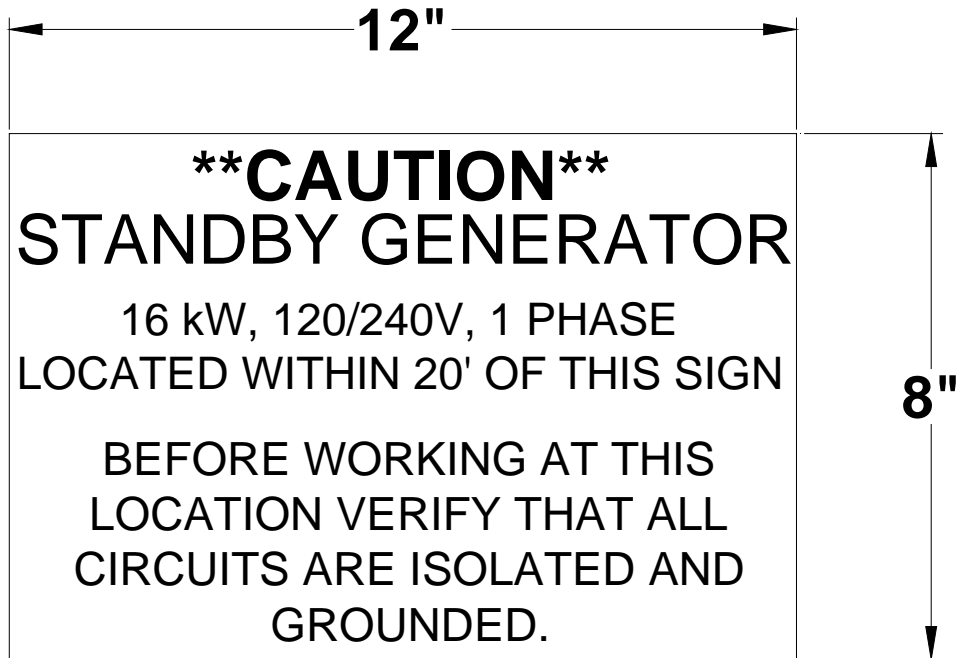 12"
**CAUTION**
STANDBY GENERATOR
16 kW, 120/240V, 1 PHASE
LOCATED WITHIN 20' OF THIS SIGN
8"
BEFORE WORKING AT THIS
LOCATION VERIFY THAT ALL
CIRCUITS ARE ISOLATED AND
GROUNDED.